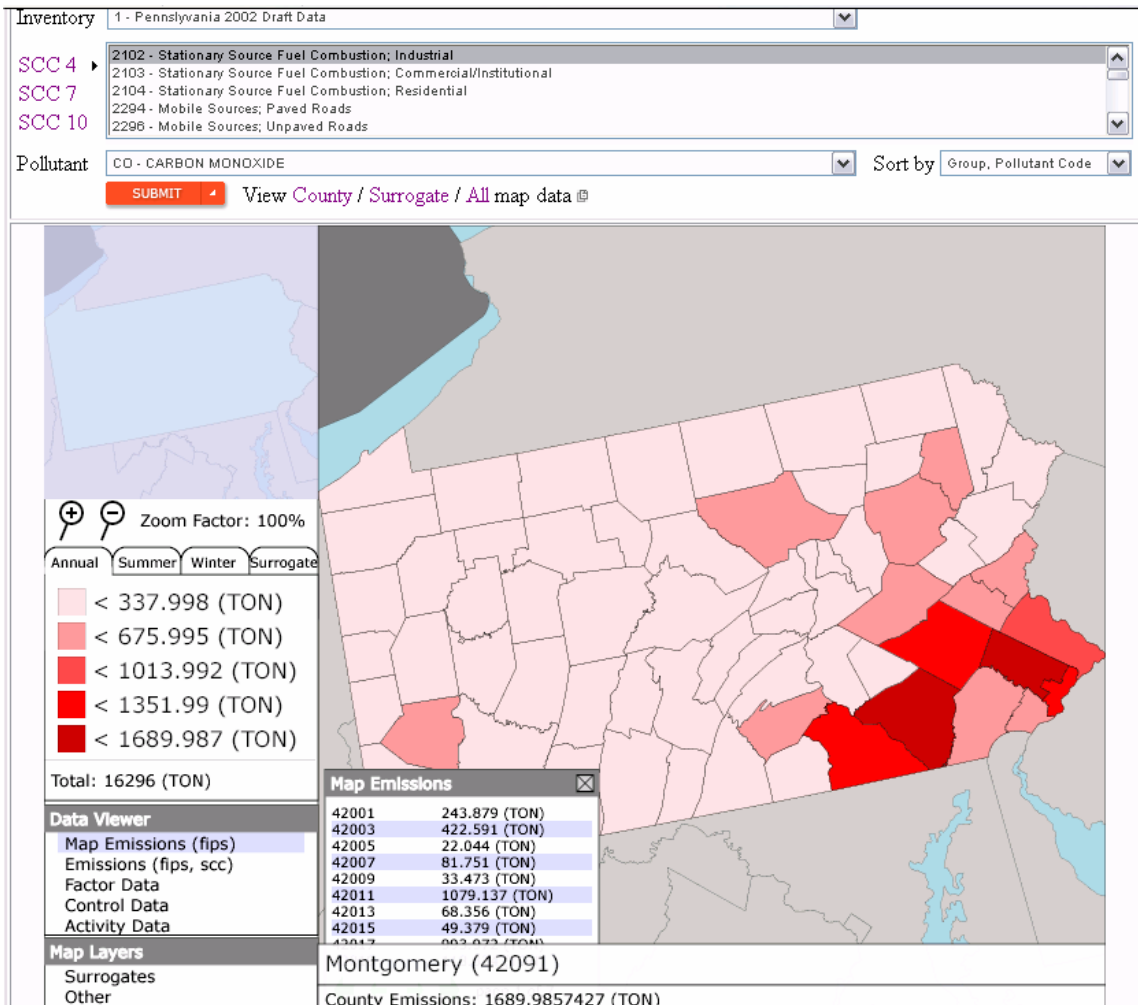 Inventory 1 - Pennslyvania 2002 Draft Data
SCC 4
SCC 7
SCC 10
2102 - Stationary Source Fuel Combustion; Industrial
2103 - Stationary Source Fuel Combustion; Commercial/Institutional
2104 - Stationary Source Fuel Combustion; Residential
2294 - Mobile Sources; Paved Roads
2296 - Mobile Sources; Unpaved Roads
Pollutant CO - CARBON MONOXIDE Sort by Group, Pollutant Code
SUBMIT View County / Surrogate / All map data
Zoom Factor: 100%
Annual Summer Winter Surrogate
< 337.998 (TON)
< 675.995 (TON)
< 1013.992 (TON)
< 1351.99 (TON)
< 1689.987 (TON)
Total: 16296 (TON)
Data Viewer
Map Emissions (fips)
Emissions (fips, scc)
Factor Data
Control Data
Activity Data
Map Layers
Surrogates
Other
Map Emissions
42001 243.879 (TON)
42003 422.591 (TON)
42005 22.044 (TON)
42007 81.751 (TON)
42009 33.473 (TON)
42011 1079.137 (TON)
42013 68.356 (TON)
42015 49.379 (TON)
42017 993.972 (TON)
Montgomery (42091)
County Emissions: 1689.9857427 (TON)